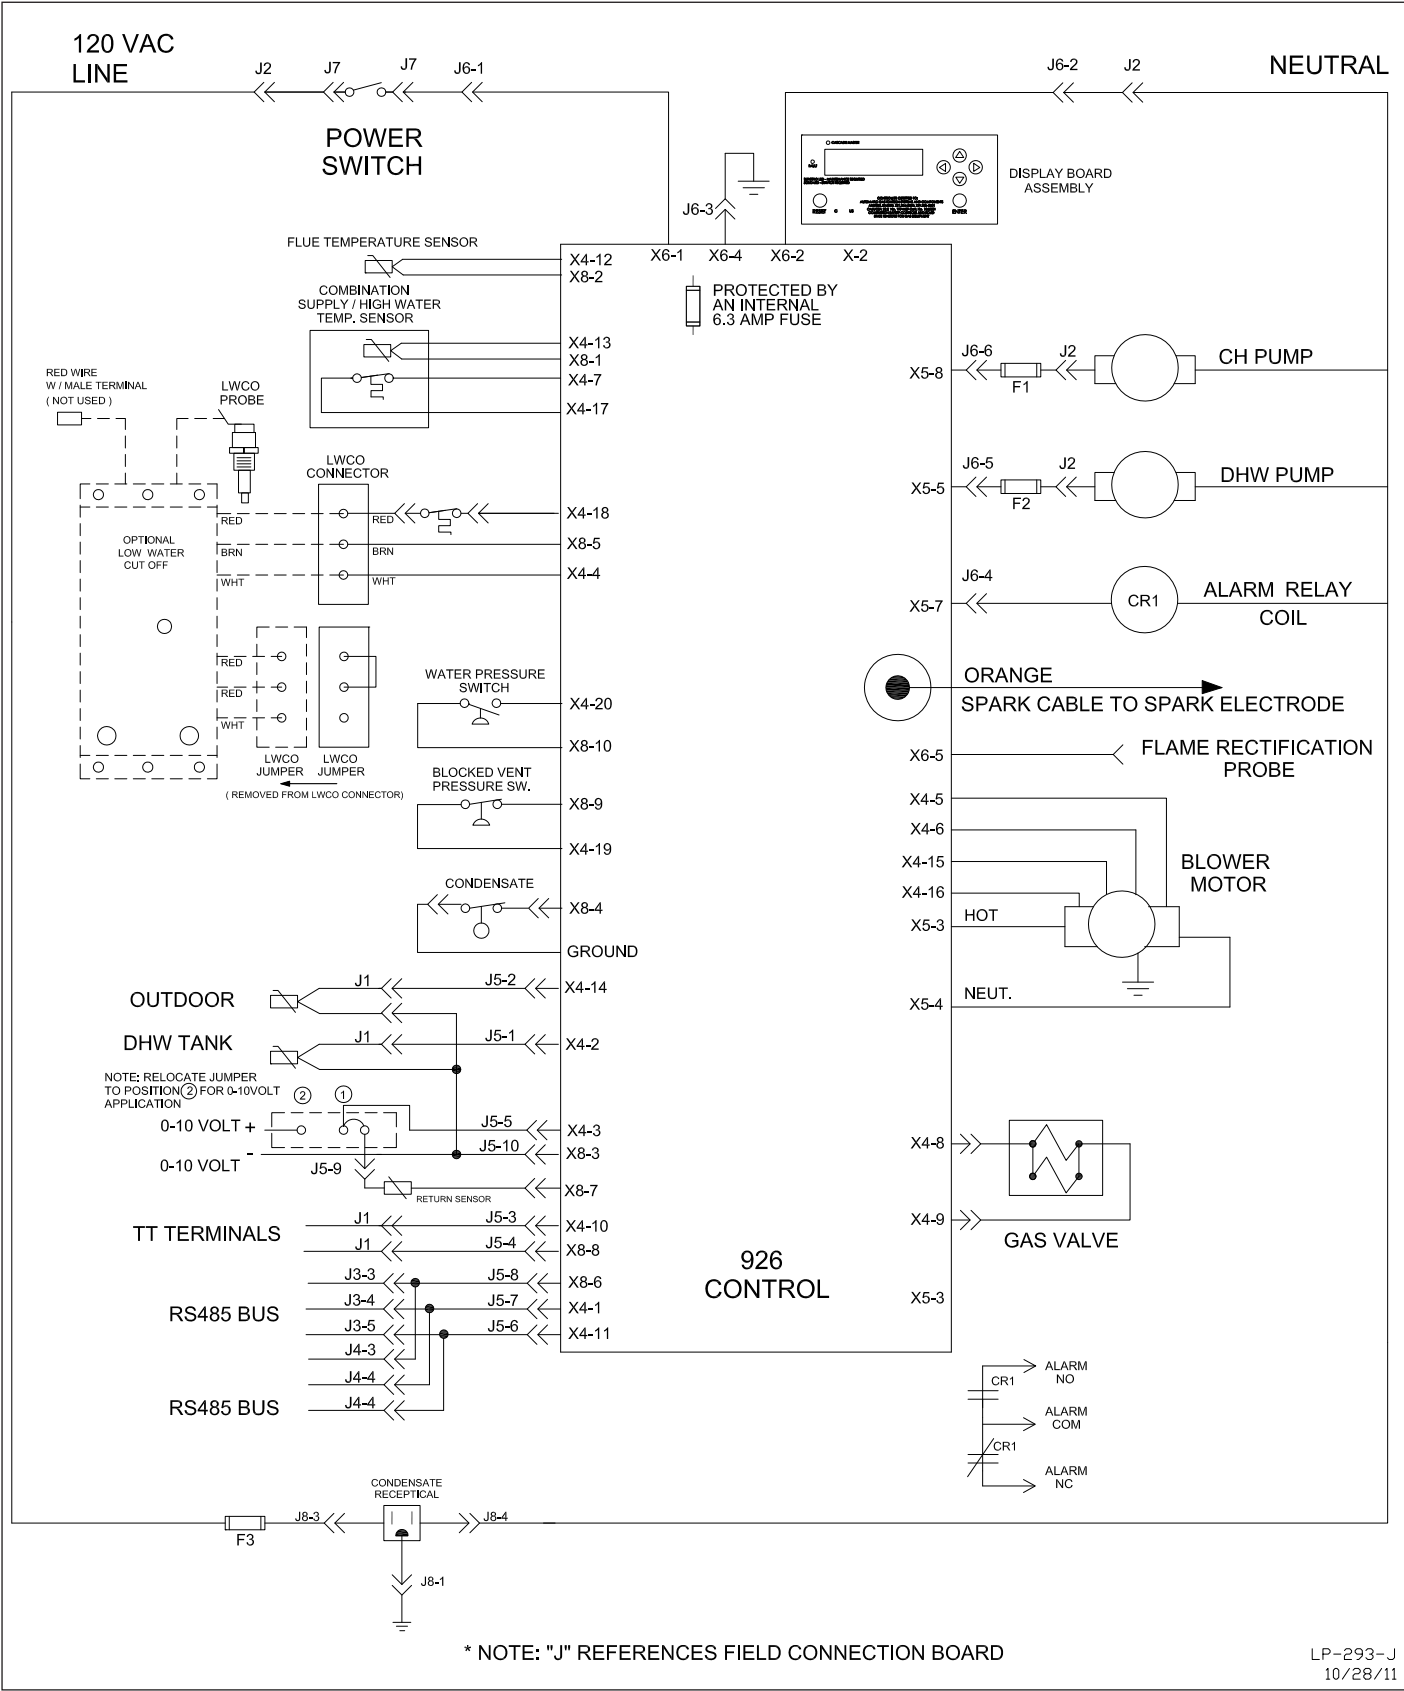 120 VAC
LINE
J2
J7
J7
J6-1
J6-2
J2
NEUTRAL
POWER
SWITCH
DISPLAY BOARD
ASSEMBLY
RESET
ENTER
J6-3
FLUE TEMPERATURE SENSOR
X4-12
X8-2
X6-1
X6-4
X6-2
X-2
COMBINATION
SUPPLY / HIGH WATER
TEMP. SENSOR
PROTECTED BY
AN INTERNAL
6.3 AMP FUSE
X4-13
X8-1
X4-7
X4-17
X5-8
J6-6
F1
J2
CH PUMP
RED WIRE
W / MALE TERMINAL
( NOT USED )
LWCO
PROBE
LWCO
CONNECTOR
X5-5
J6-5
F2
J2
DHW PUMP
OPTIONAL
LOW WATER
CUT OFF
RED
RED
X4-18
BRN
BRN
X8-5
WHT
WHT
X4-4
X5-7
J6-4
CR1
ALARM RELAY
COIL
RED
RED
WHT
LWCO
JUMPER
LWCO
JUMPER
( REMOVED FROM LWCO CONNECTOR)
WATER PRESSURE
SWITCH
X4-20
X8-10
ORANGE
SPARK CABLE TO SPARK ELECTRODE
X6-5
FLAME RECTIFICATION
PROBE
BLOCKED VENT
PRESSURE SW.
X8-9
X4-19
X4-5
X4-6
X4-15
X4-16
X5-3
HOT
BLOWER
MOTOR
X5-4
NEUT.
CONDENSATE
X8-4
GROUND
OUTDOOR
J1
J5-2
X4-14
DHW TANK
J1
J5-1
X4-2
NOTE: RELOCATE JUMPER
TO POSITION 2 FOR 0-10VOLT
APPLICATION
2
1
0-10 VOLT +
J5-5
X4-3
0-10 VOLT -
J5-10
X8-3
J5-9
RETURN SENSOR
X8-7
X4-8
X4-9
GAS VALVE
TT TERMINALS
J1
J5-3
X4-10
J1
J5-4
X8-8
RS485 BUS
J3-3
J5-8
X8-6
J3-4
J5-7
X4-1
J3-5
J5-6
X4-11
J4-3
RS485 BUS
J4-4
J4-4
926
CONTROL
X5-3
CR1
ALARM
NO
ALARM
COM
CR1
ALARM
NC
CONDENSATE
RECEPTICAL
F3
J8-3
J8-4
J8-1
* NOTE: "J" REFERENCES FIELD CONNECTION BOARD
LP-293-J
10/28/11